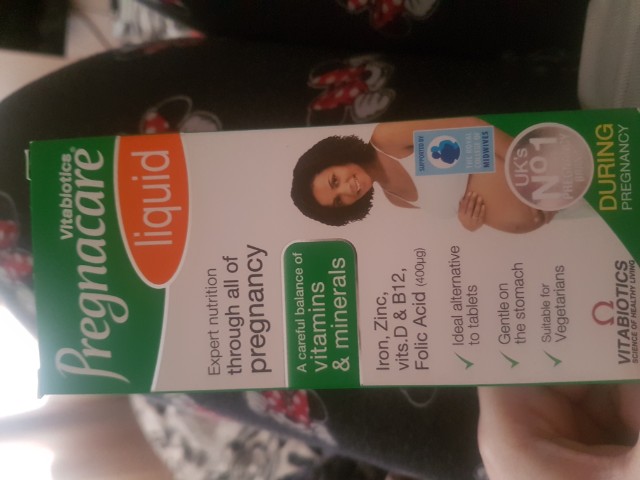 Vitabiotics®
Pregnacare
liquid
Expert nutrition
through all of
pregnancy
A careful balance of
vitamins
& minerals
Iron, Zinc,
vits.D & B12,
Folic Acid (400µg)
Ideal alternative
to tablets
Gentle on
the stomach
Suitable for
Vegetarians
SUPPORTED BY
MIDWIVES
UK's
No 1
DURING
PREGNANCY
VITABIOTICS
SCIENCE OF HEALTHY LIVING